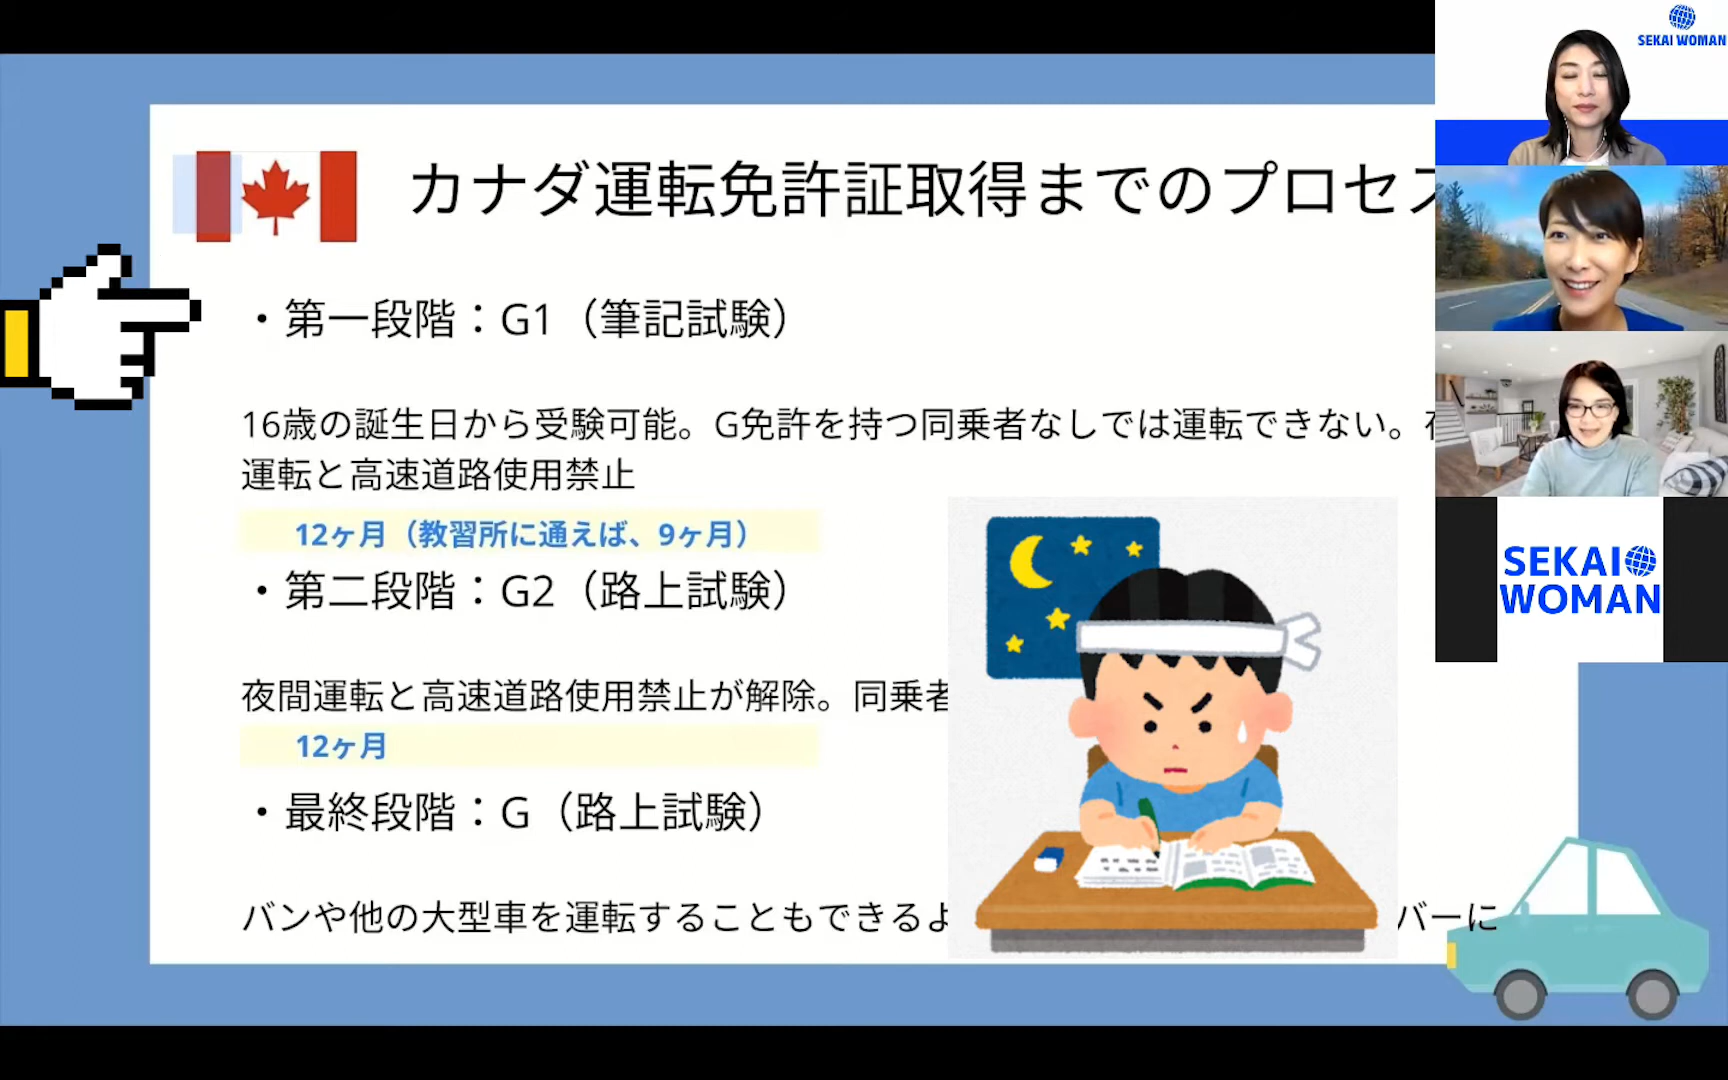 カナダ運転免許証取得までのプロセス
・第一段階：G1（筆記試験）
16歳の誕生日から受験可能。G免許を持つ同乗者なしでは運転できない。
運転と高速道路使用禁止
12ヶ月（教習所に通えば、9ヶ月）
・第二段階：G2（路上試験）
夜間運転と高速道路使用禁止が解除。同乗者
12ヶ月
・最終段階：G（路上試験）
バンや他の大型車を運転することもできるよ
バーに
SEKAI WOMAN
SEKAI
WOMAN